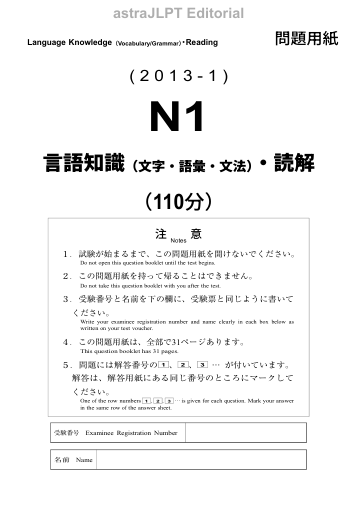 astraJLPT Editorial
Language Knowledge (Vocabulary/Grammar)・Reading
問題用紙
(2013-1)
N1
言語知識（文字・語彙・文法）・読解
（110分）
注 意
Notes
1. 試験が始まるまで、この問題用紙を開けないでください。
Do not open this question booklet until the test begins.
2. この問題用紙を持って帰ることはできません。
Do not take this question booklet with you after the test.
3. 受験番号と名前を下の欄に、受験票と同じように書いて
ください。
Write your examinee registration number and name clearly in each box below as
written on your test voucher.
4. この問題用紙は、全部で31ページあります。
This question booklet has 31 pages.
5. 問題には解答番号の1、2、3 … が付いています。
解答は、解答用紙にある同じ番号のところにマークして
ください。
One of the row numbers 1, 2, 3 … is given for each question. Mark your answer
in the same row of the answer sheet.
受験番号 Examinee Registration Number
名前 Name